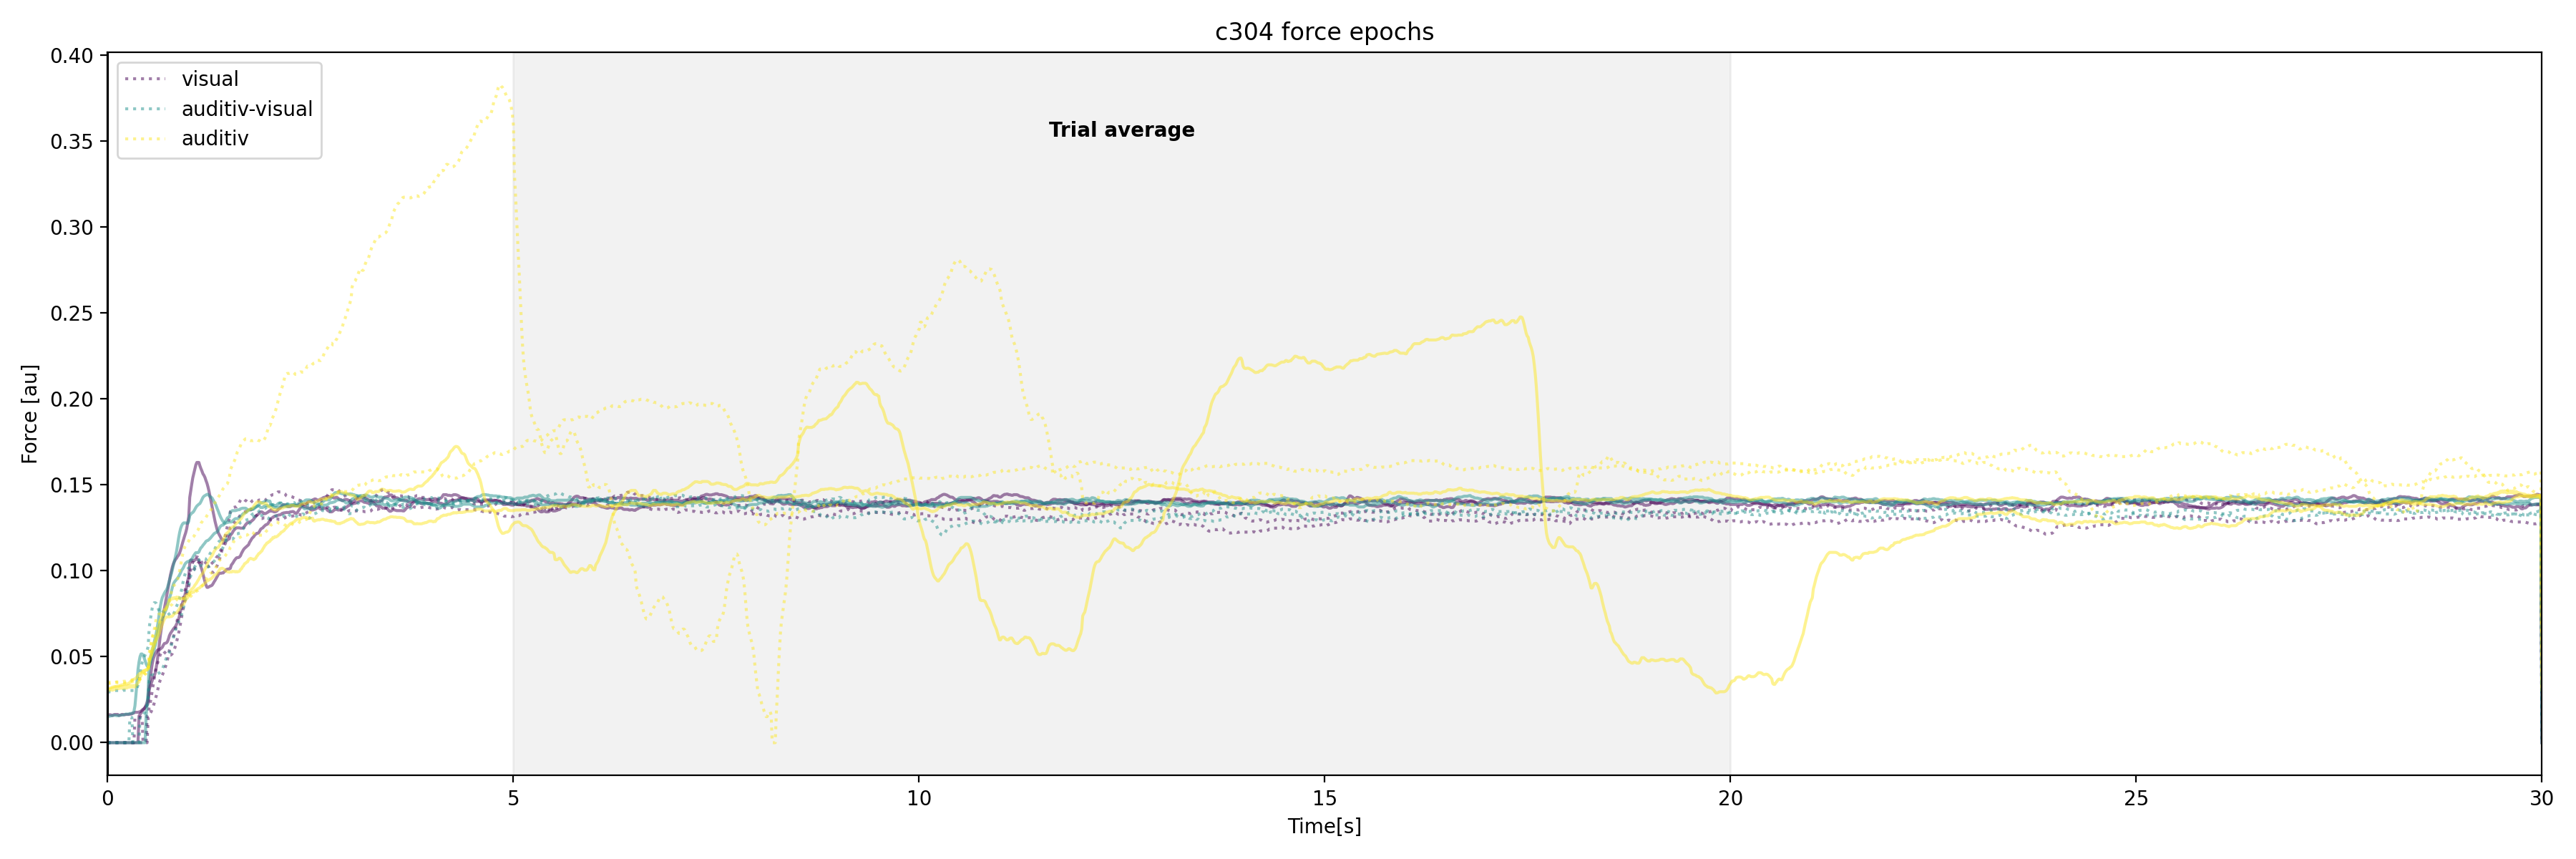 c304 force epochs
0.40
0.35
0.30
0.25
0.20
0.15
0.10
0.05
0.00
Force [au]
visual
auditiv-visual
auditiv
Trial average
0 5 10 15 20 25 30
Time[s]